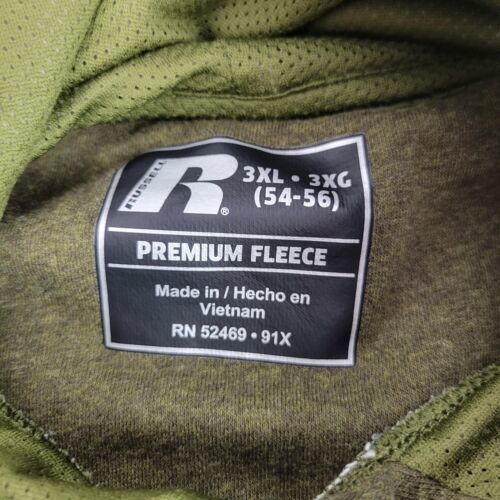 RUSSELL
R®
3XL • 3XG
(54-56)
PREMIUM FLEECE
Made in / Hecho en
Vietnam
RN 52469 • 91X